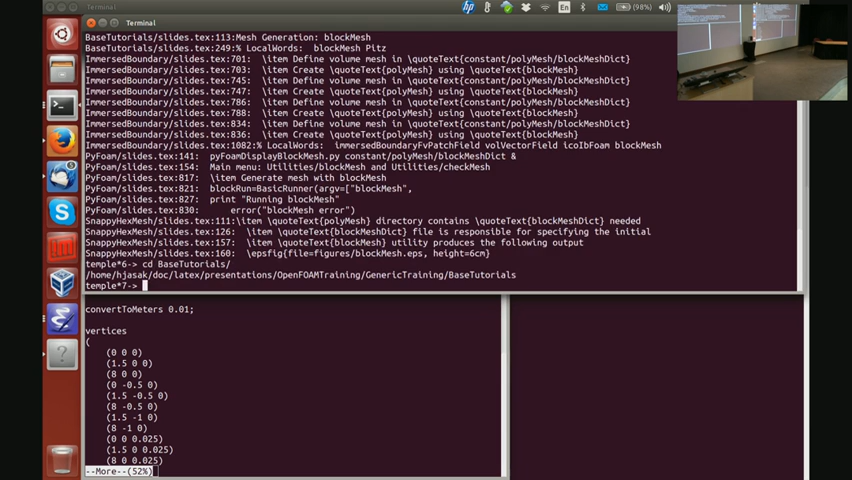 Terminal
En
(98%)
Terminal
BaseTutorials/slides.tex:113:Mesh Generation: blockMesh
BaseTutorials/slides.tex:249:% LocalWords:  blockMesh Pitz
ImmersedBoundary/slides.tex:701:  \item Define volume mesh in \quoteText{constant/polyMesh/blockMeshDict}
ImmersedBoundary/slides.tex:703:  \item Create \quoteText{polyMesh} using \quoteText{blockMesh}
ImmersedBoundary/slides.tex:745:  \item Define volume mesh in \quoteText{constant/polyMesh/blockMeshDict}
ImmersedBoundary/slides.tex:747:  \item Create \quoteText{polyMesh} using \quoteText{blockMesh}
ImmersedBoundary/slides.tex:786:  \item Define volume mesh in \quoteText{constant/polyMesh/blockMeshDict}
ImmersedBoundary/slides.tex:788:  \item Create \quoteText{polyMesh} using \quoteText{blockMesh}
ImmersedBoundary/slides.tex:834:  \item Define volume mesh in \quoteText{constant/polyMesh/blockMeshDict}
ImmersedBoundary/slides.tex:836:  \item Create \quoteText{polyMesh} using \quoteText{blockMesh}
ImmersedBoundary/slides.tex:1082:% LocalWords:  immersedBoundaryFvPatchField volVectorField icoIbFoam blockMesh
PyFoam/slides.tex:141:  pyFoamDisplayBlockMesh.py constant/polyMesh/blockMeshDict &
PyFoam/slides.tex:154:  Main menu: Utilities/blockMesh and Utilities/checkMesh
PyFoam/slides.tex:817:  \item Generate mesh with blockMesh
PyFoam/slides.tex:821:  blockRun=BasicRunner(argv=["blockMesh",
PyFoam/slides.tex:827:  print "Running blockMesh"
PyFoam/slides.tex:830:      error("blockMesh error")
SnappyHexMesh/slides.tex:111:\item \quoteText{polyMesh} directory contains \quoteText{blockMeshDict} needed
SnappyHexMesh/slides.tex:126:  \item \quoteText{blockMeshDict} file is responsible for specifying the initial
SnappyHexMesh/slides.tex:157:  \item \quoteText{blockMesh} utility produces the following output
SnappyHexMesh/slides.tex:160:  \epsfig{file=figures/blockMesh.eps, height=6cm}
temple*6-> cd BaseTutorials/
/home/hjasak/doc/latex/presentations/OpenFOAMTraining/GenericTraining/BaseTutorials
temple*7->
convertToMeters 0.01;
vertices
(
(0 0 0)
(1.5 0 0)
(8 0 0)
(0 -0.5 0)
(1.5 -0.5 0)
(8 -0.5 0)
(1.5 -1 0)
(8 -1 0)
(0 0 0.025)
(1.5 0 0.025)
(8 0 0.025)
--More--(52%)